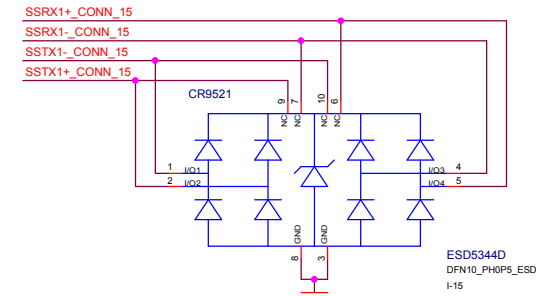 SSRX1+_CONN_15
SSRX1-_CONN_15
SSTX1-_CONN_15
SSTX1+_CONN_15
CR9521
9 7 10 6
NC NC NC NC
1 I/O1 I/O3 4
2 I/O2 I/O4 5
GND GND
8 3
ESD5344D
DFN10_PH0P5_ESD
I-15